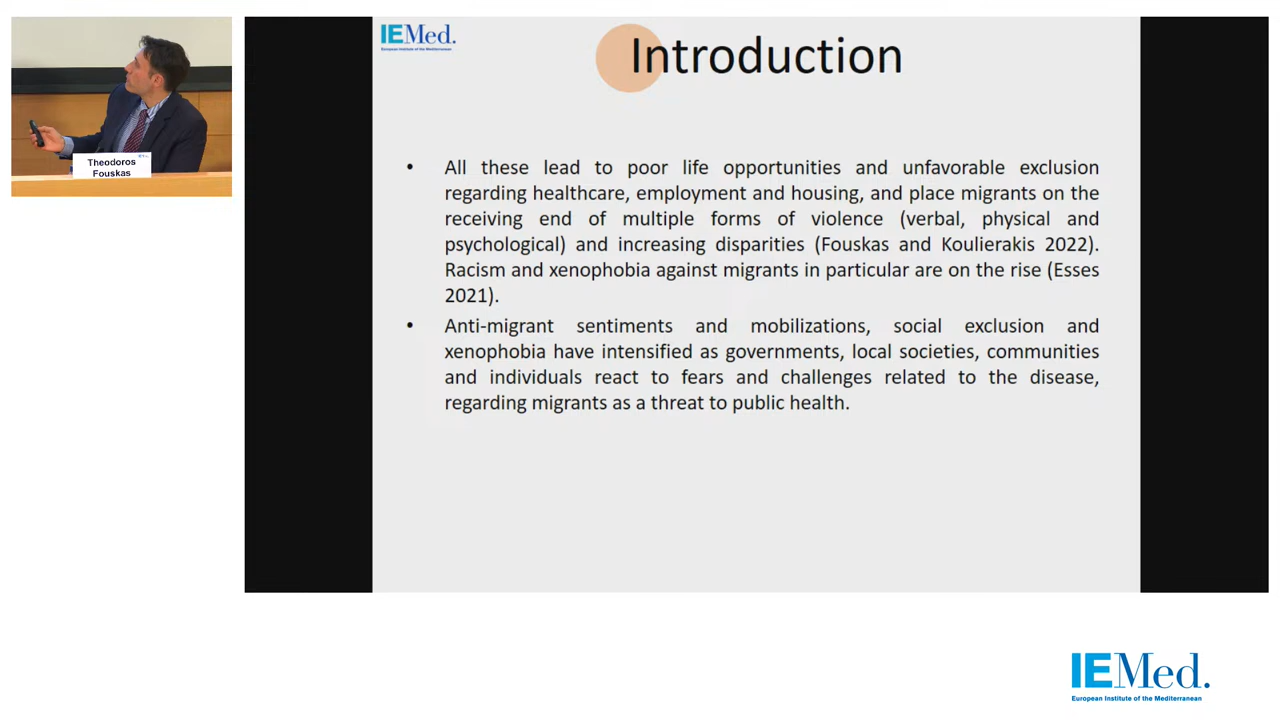 IEMed.
European Institute of the Mediterranean
Introduction
Theodoros
Fouskas
• All these lead to poor life opportunities and unfavorable exclusion
regarding healthcare, employment and housing, and place migrants on the
receiving end of multiple forms of violence (verbal, physical and
psychological) and increasing disparities (Fouskas and Koulierakis 2022).
Racism and xenophobia against migrants in particular are on the rise (Esses
2021).
• Anti-migrant sentiments and mobilizations, social exclusion and
xenophobia have intensified as governments, local societies, communities
and individuals react to fears and challenges related to the disease,
regarding migrants as a threat to public health.
IEMed.
European Institute of the Mediterranean